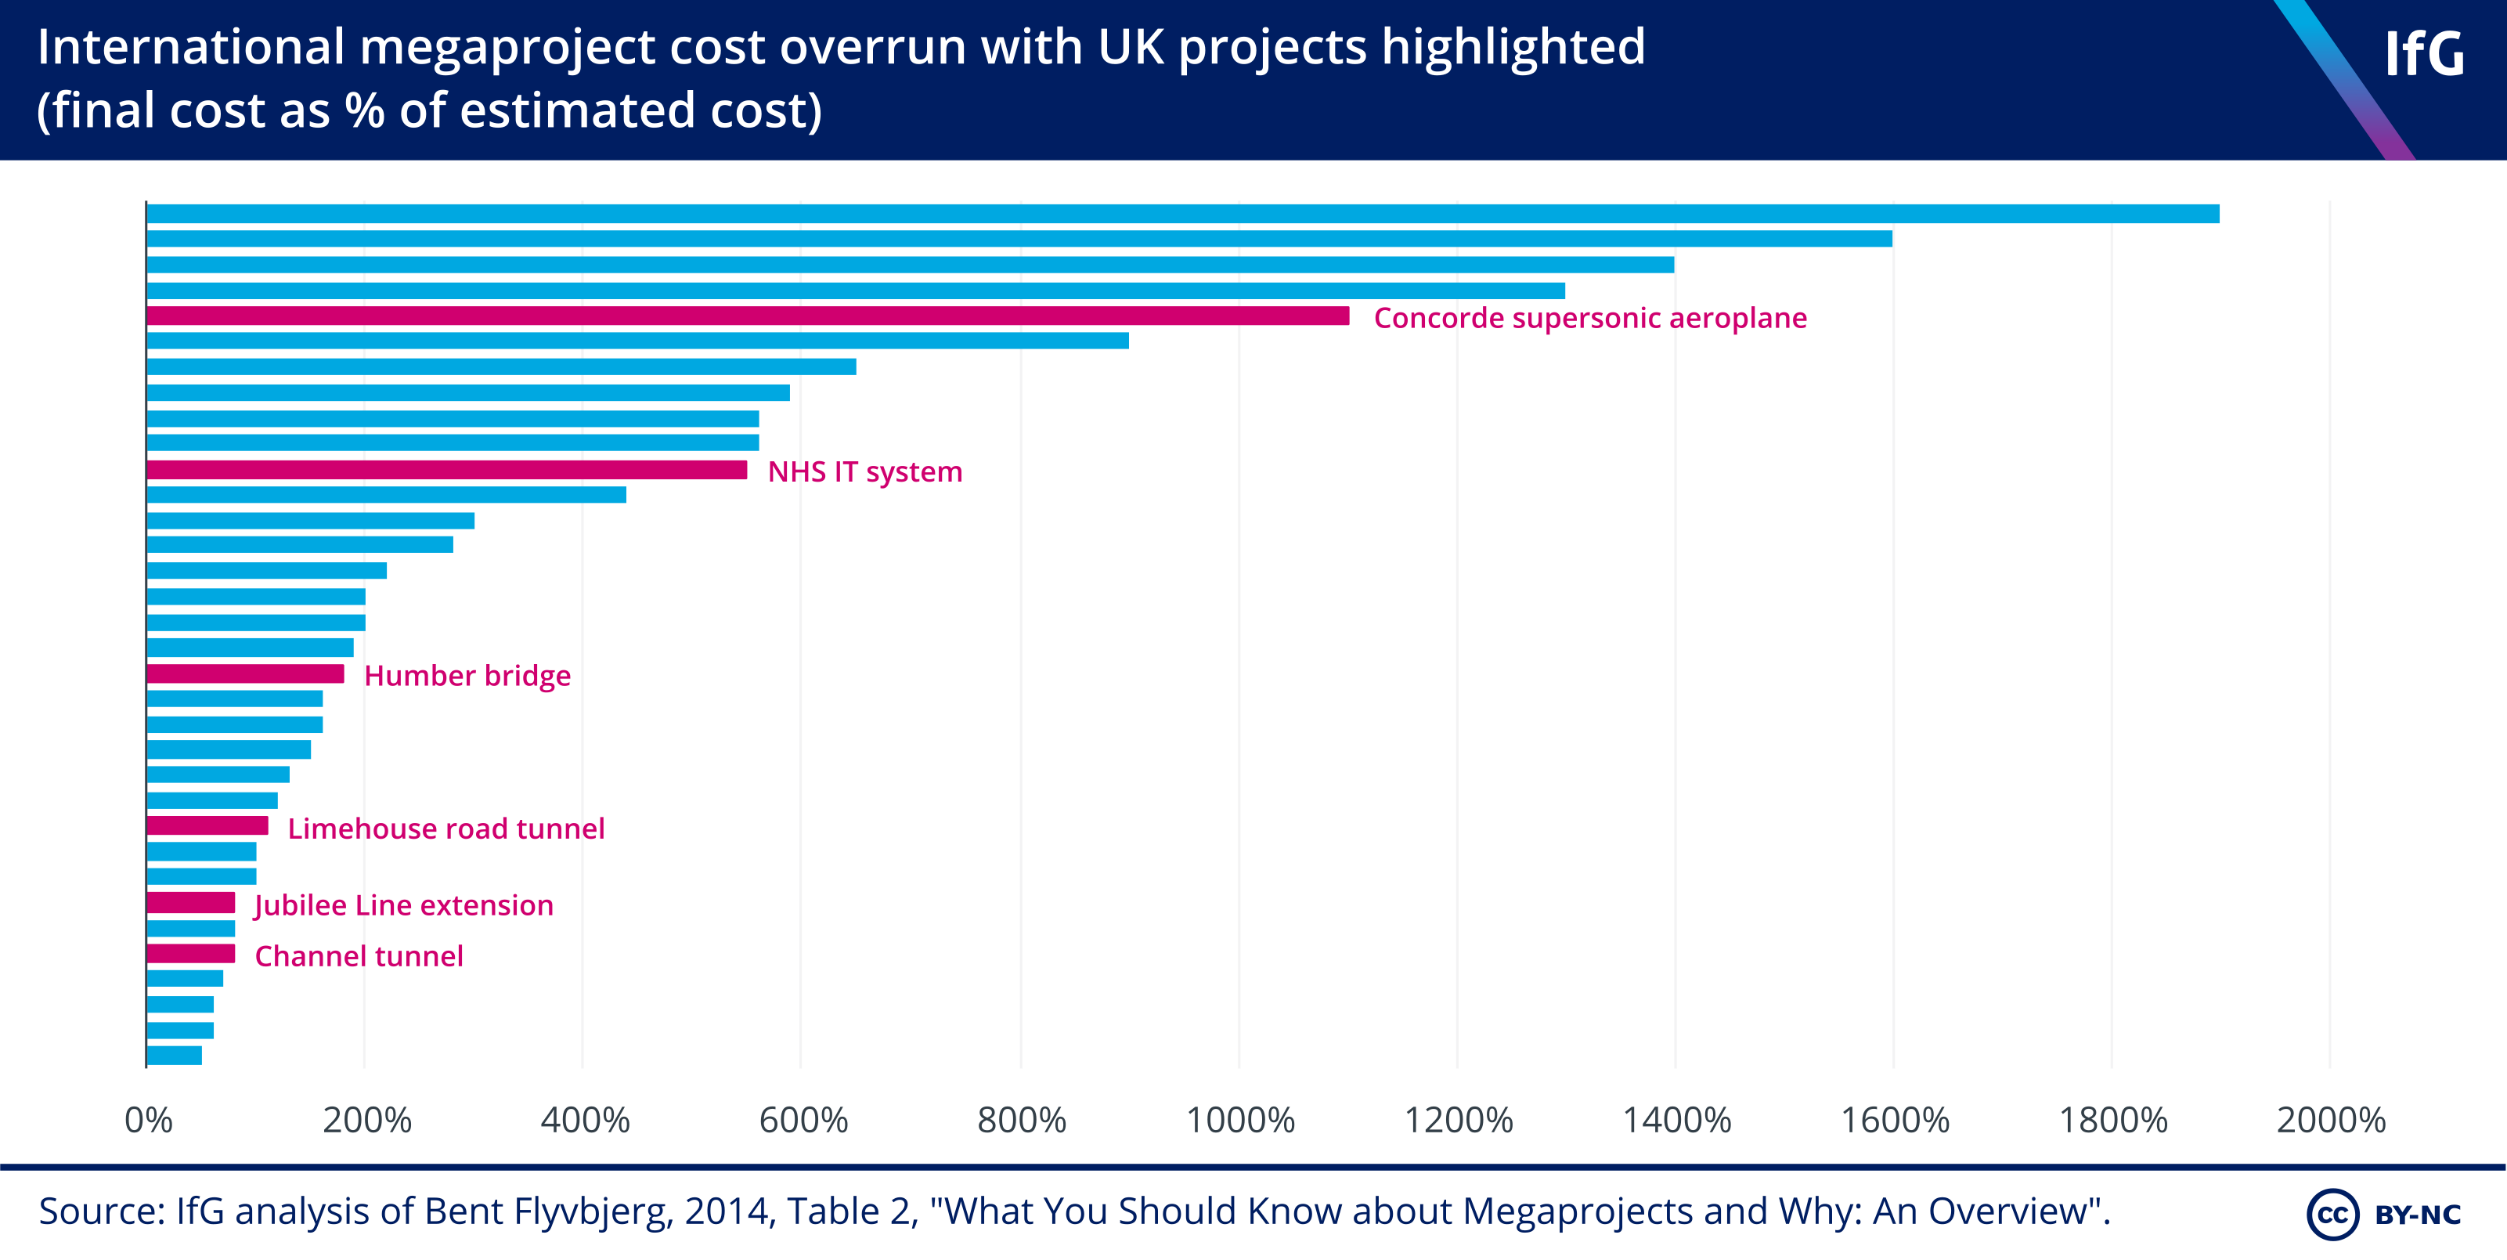 International megaproject cost overrun with UK projects highlighted
(final cost as % of estimated cost)
IfG
Concorde supersonic aeroplane
NHS IT system
Humber bridge
Limehouse road tunnel
Jubilee Line extension
Channel tunnel
0% 200% 400% 600% 800% 1000% 1200% 1400% 1600% 1800% 2000%
Source: IfG analysis of Bent Flyvbjerg, 2014, Table 2, "What You Should Know about Megaprojects and Why: An Overview".
cc BY-NC